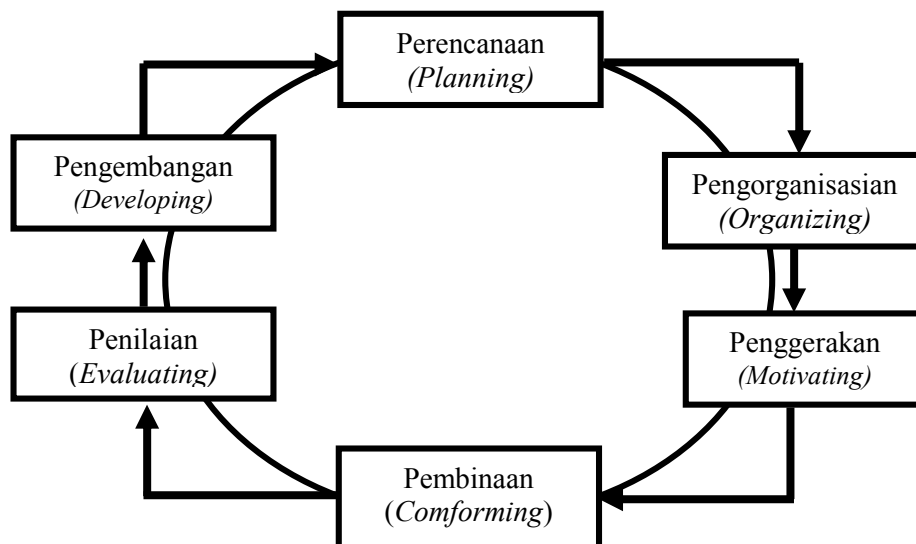 Perencanaan
(Planning)
Pengorganisasian
(Organizing)
Penggerakan
(Motivating)
Pembinaan
(Comforming)
Penilaian
(Evaluating)
Pengembangan
(Developing)